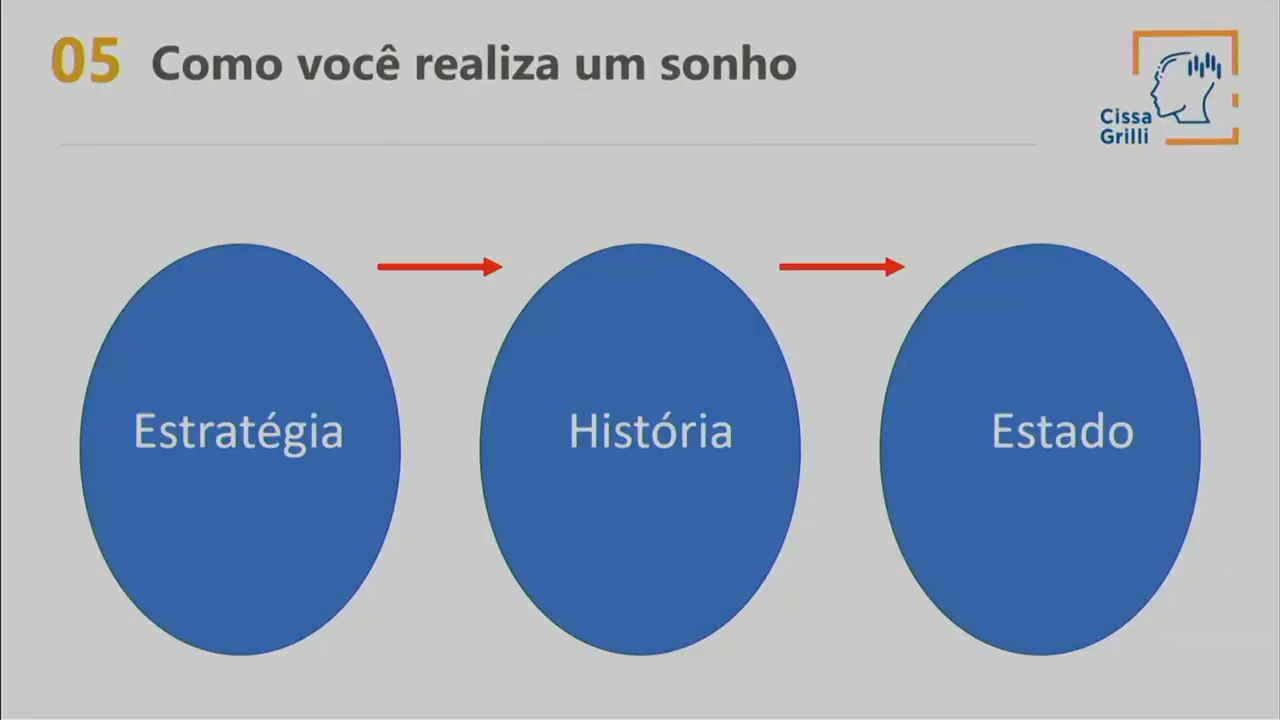 05 Como você realiza um sonho
Cissa
Grilli
Estratégia
História
Estado